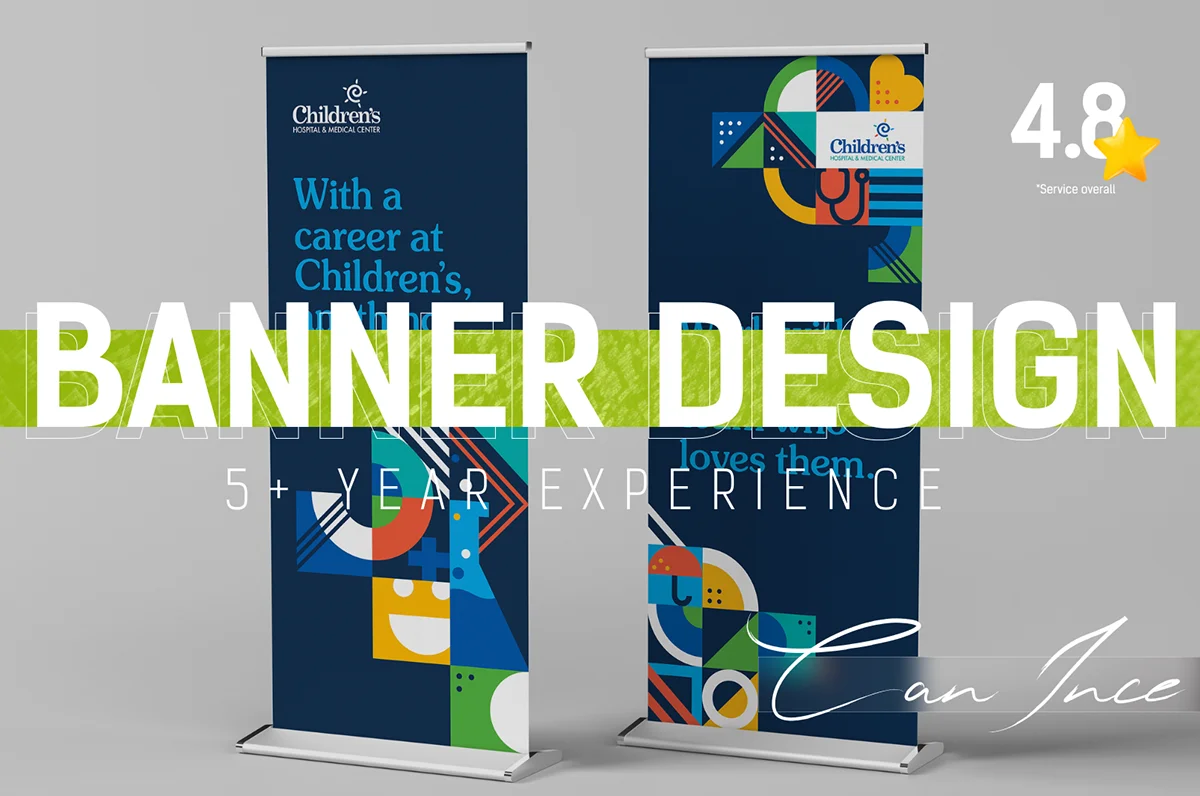 Children's
HOSPITAL & MEDICAL CENTER
With a
career at
Children's,
Children's
HOSPITAL & MEDICAL CENTER
4.8
*Service overall
BANNER DESIGN
loves them.
5+ YEAR EXPERIENCE
Can Ince